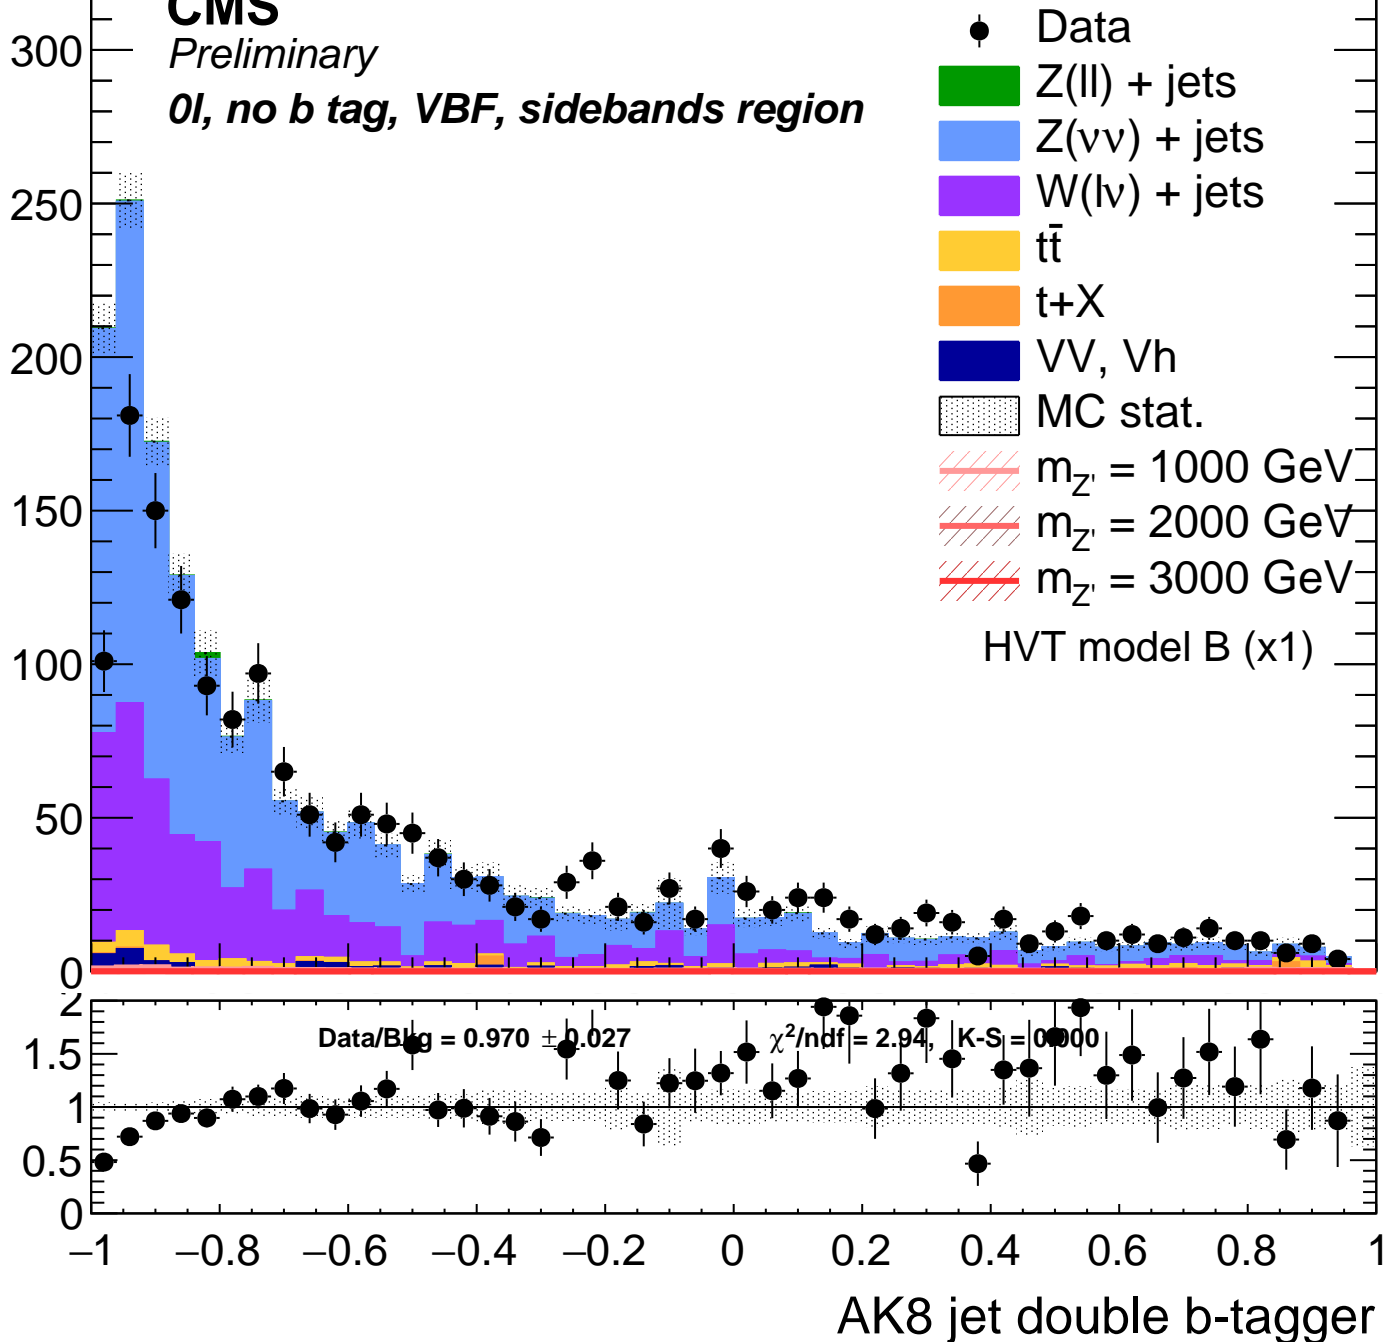 CMS
Preliminary
0l, no b tag, VBF, sidebands region
Data
Z(ll) + jets
Z(νν) + jets
W(lν) + jets
tt̄
t+X
VV, Vh
MC stat.
m_Z' = 1000 GeV
m_Z' = 2000 GeV
m_Z' = 3000 GeV
HVT model B (x1)
300
250
200
150
100
50
0
Data/Bkg = 0.970 ± 0.027 χ²/ndf = 2.94, K-S = 0.000
2
1.5
1
0.5
0
−1 −0.8 −0.6 −0.4 −0.2 0 0.2 0.4 0.6 0.8 1
AK8 jet double b-tagger